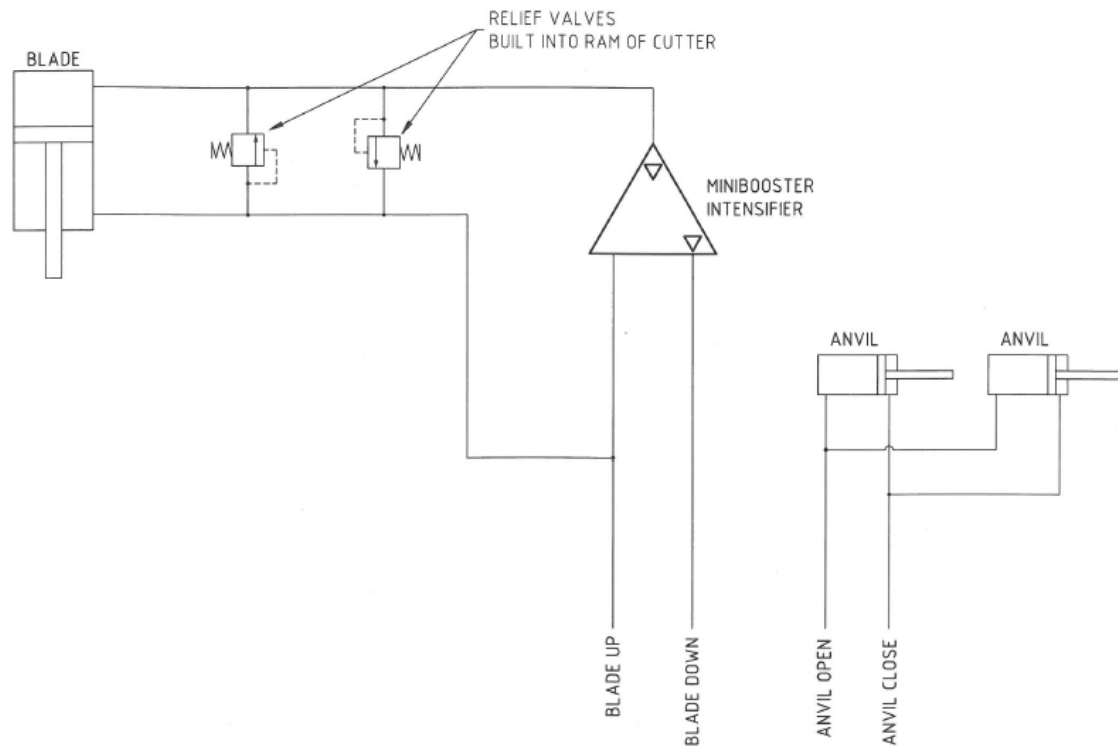 RELIEF VALVES
BUILT INTO RAM OF CUTTER
BLADE
MINIBOOSTER
INTENSIFIER
ANVIL
ANVIL
BLADE UP
BLADE DOWN
ANVIL OPEN
ANVIL CLOSE